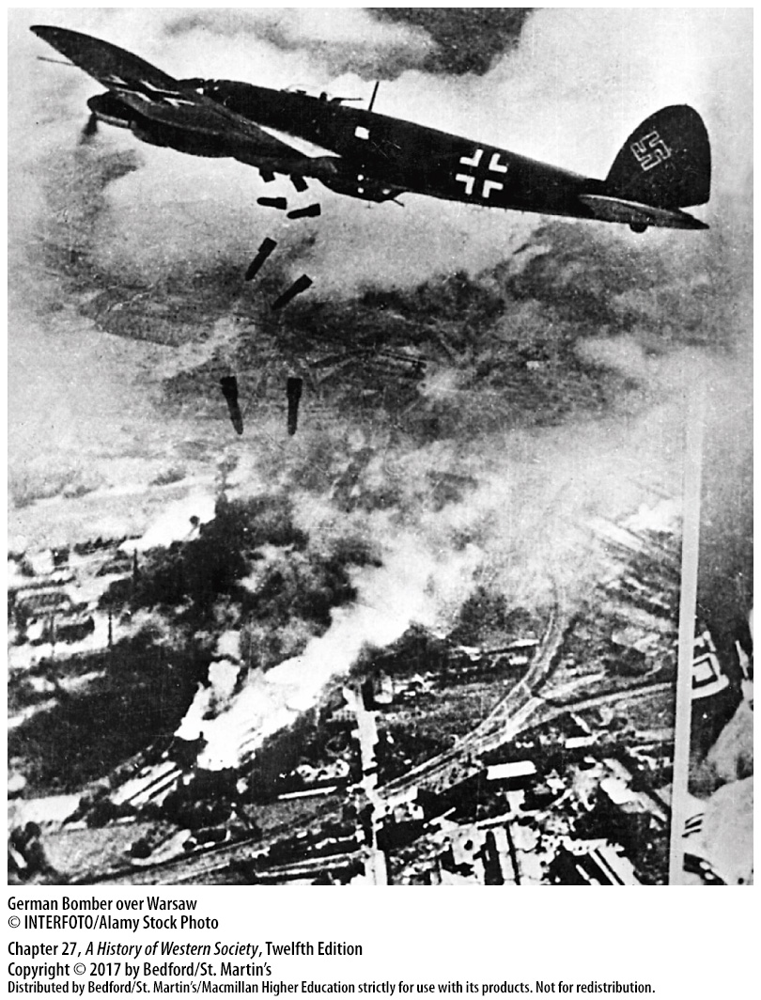 German Bomber over Warsaw
© INTERFOTO/Alamy Stock Photo
Chapter 27, A History of Western Society, Twelfth Edition
Copyright © 2017 by Bedford/St. Martin's
Distributed by Bedford/St. Martin's/Macmillan Higher Education strictly for use with its products. Not for redistribution.